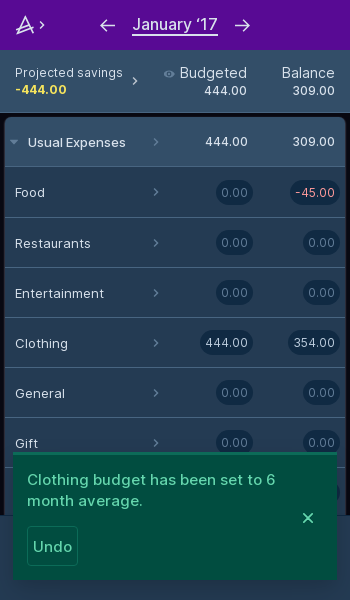 January ‘17
Projected savings
-444.00
Budgeted
444.00
Balance
309.00
Usual Expenses 444.00 309.00
Food 0.00 -45.00
Restaurants 0.00 0.00
Entertainment 0.00 0.00
Clothing 444.00 354.00
General 0.00 0.00
Gift 0.00 0.00
Clothing budget has been set to 6
month average.
Undo